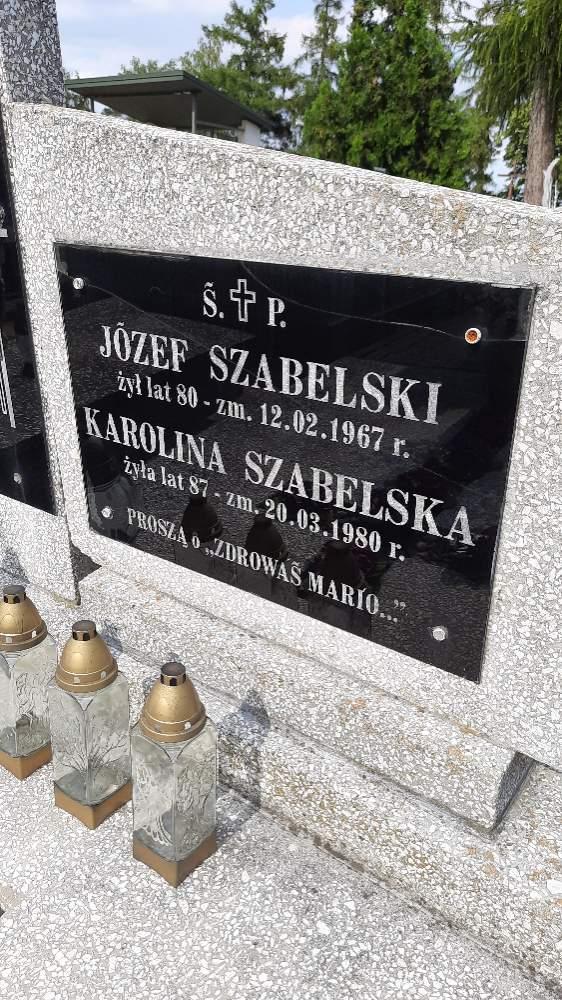 Ś. ✝ P.
JÓZEF SZABELSKI
żył lat 80 - zm. 12.02.1967 r.
KAROLINA SZABELSKA
żyła lat 87 - zm. 20.03.1980 r.
PROSZĄ o „ZDROWAŚ MARIO...”